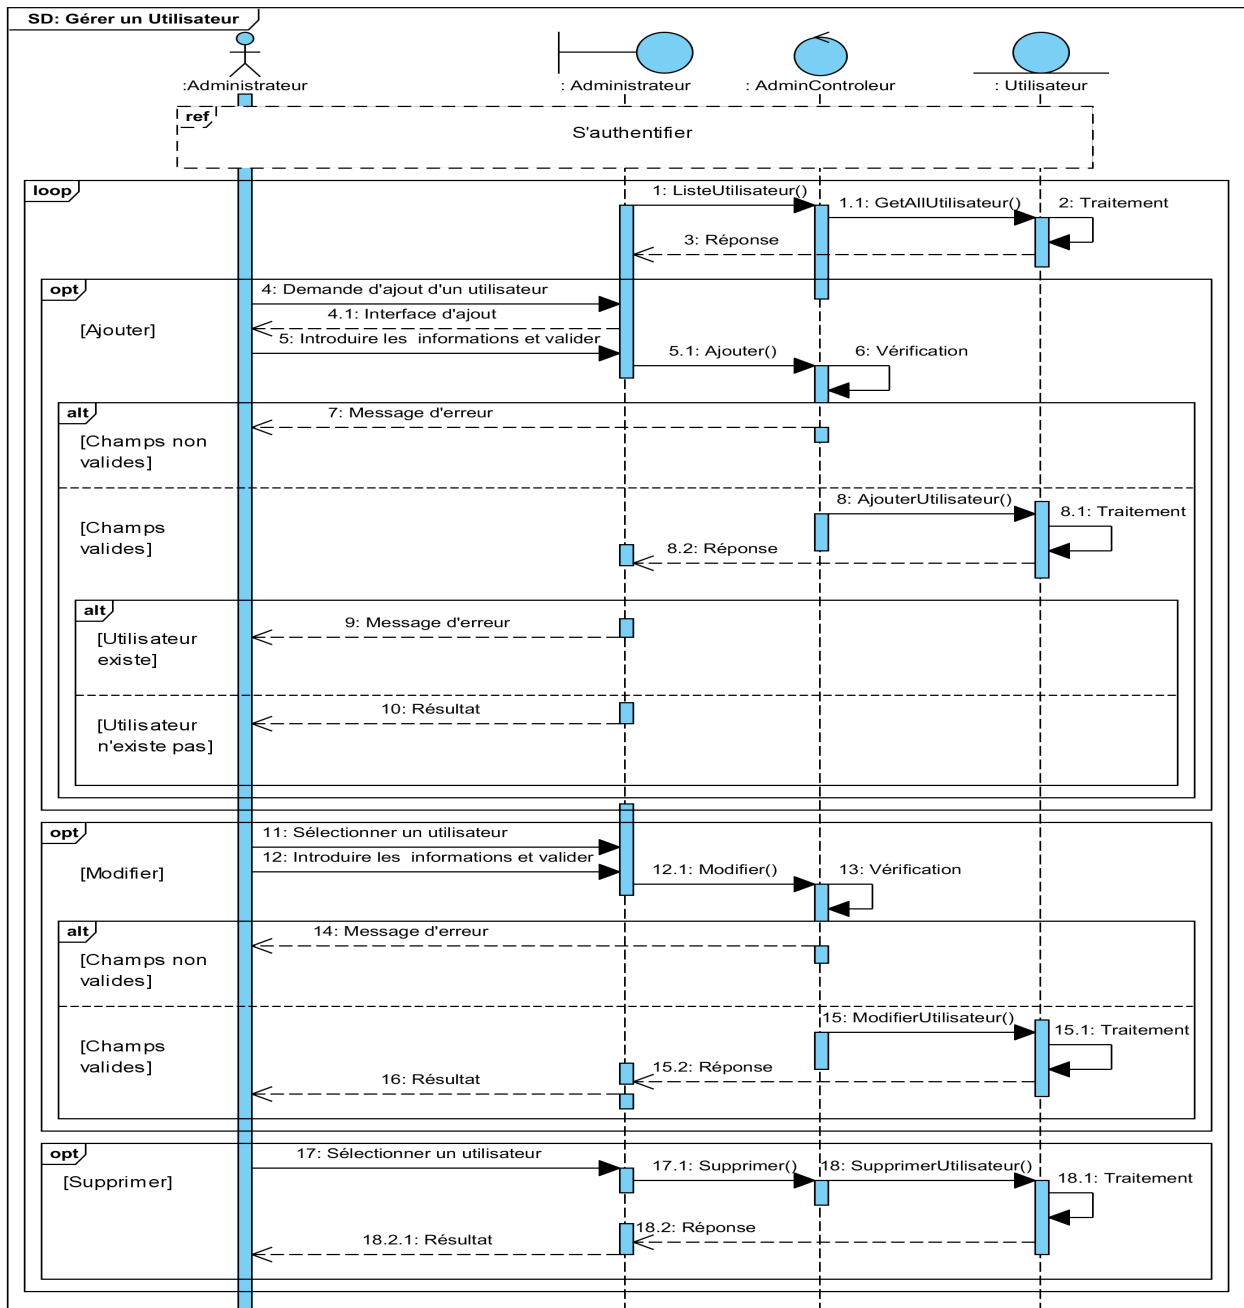 SD: Gérer un Utilisateur
:Administrateur
: Administrateur
: AdminControleur
: Utilisateur
ref
S'authentifier
loop
1: ListeUtilisateur()
1.1: GetAllUtilisateur()
2: Traitement
3: Réponse
opt
4: Demande d'ajout d'un utilisateur
[Ajouter]
4.1: Interface d'ajout
5: Introduire les informations et valider
5.1: Ajouter()
6: Vérification
alt
7: Message d'erreur
[Champs non
valides]
8: AjouterUtilisateur()
8.1: Traitement
[Champs
valides]
8.2: Réponse
alt
9: Message d'erreur
[Utilisateur
existe]
10: Résultat
[Utilisateur
n'existe pas]
opt
11: Sélectionner un utilisateur
12: Introduire les informations et valider
[Modifier]
12.1: Modifier()
13: Vérification
alt
14: Message d'erreur
[Champs non
valides]
15: ModifierUtilisateur()
15.1: Traitement
[Champs
valides]
15.2: Réponse
16: Résultat
opt
17: Sélectionner un utilisateur
17.1: Supprimer()
18: SupprimerUtilisateur()
18.1: Traitement
[Supprimer]
18.2: Réponse
18.2.1: Résultat